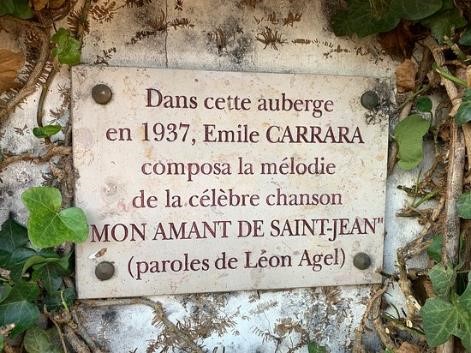 Dans cette auberge
en 1937, Emile CARRARA
composa la mélodie
de la célèbre chanson
MON AMANT DE SAINT-JEAN"
(paroles de Léon Agel)